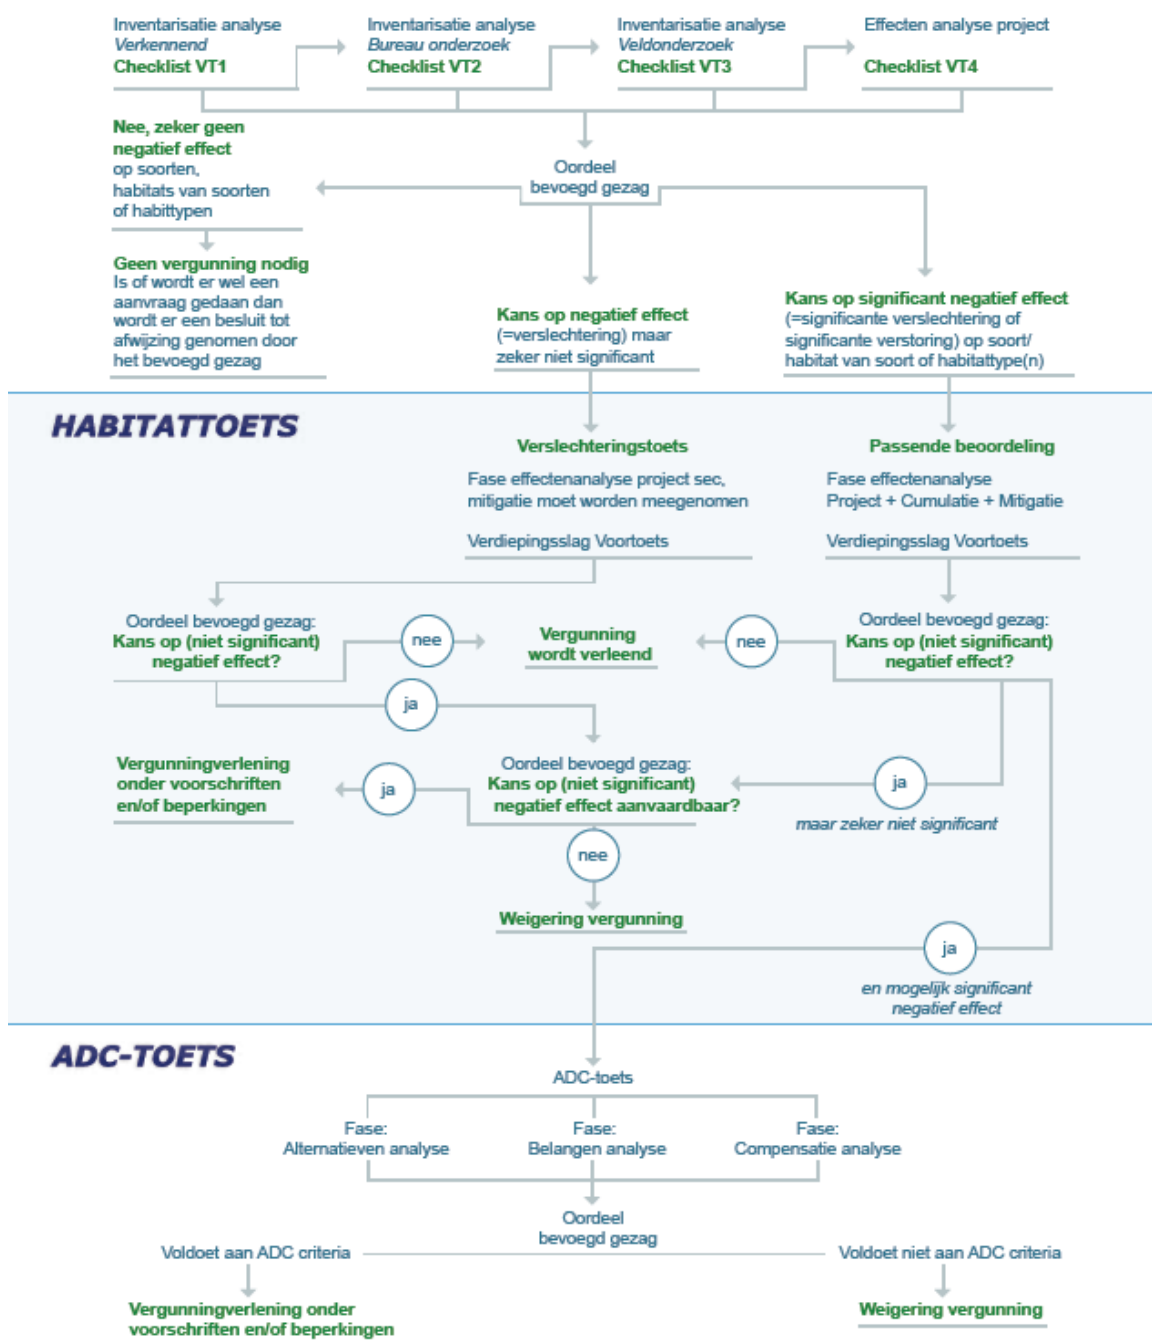 Inventarisatie analyse
Verkennend
Checklist VT1
Inventarisatie analyse
Bureau onderzoek
Checklist VT2
Inventarisatie analyse
Veldonderzoek
Checklist VT3
Effecten analyse project
Checklist VT4
Nee, zeker geen
negatief effect
op soorten,
habitats van soorten
of habittypen
Oordeel
bevoegd gezag
Geen vergunning nodig
Is of wordt er wel een
aanvraag gedaan dan
wordt er een besluit tot
afwijzing genomen door
het bevoegd gezag
Kans op negatief effect
(=verslechtering) maar
zeker niet significant
Kans op significant negatief effect
(=significante verslechtering of
significante verstoring) op soort/
habitat van soort of habitattype(n)
HABITATTOETS
Verslechteringstoets
Fase effectenanalyse project sec,
mitigatie moet worden meegenomen
Verdiepingsslag Voortoets
Passende beoordeling
Fase effectenanalyse
Project + Cumulatie + Mitigatie
Verdiepingsslag Voortoets
Oordeel bevoegd gezag:
Kans op (niet significant)
negatief effect?
nee
Vergunning
wordt verleend
nee
Oordeel bevoegd gezag:
Kans op (niet significant)
negatief effect?
ja
Vergunningverlening
onder voorschriften
en/of beperkingen
ja
Oordeel bevoegd gezag:
Kans op (niet significant)
negatief effect aanvaardbaar?
ja
maar zeker niet significant
nee
Weigering vergunning
ja
en mogelijk significant
negatief effect
ADC-TOETS
ADC-toets
Fase:
Alternatieven analyse
Fase:
Belangen analyse
Fase:
Compensatie analyse
Oordeel
bevoegd gezag
Voldoet aan ADC criteria
Voldoet niet aan ADC criteria
Vergunningverlening onder
voorschriften en/of beperkingen
Weigering vergunning